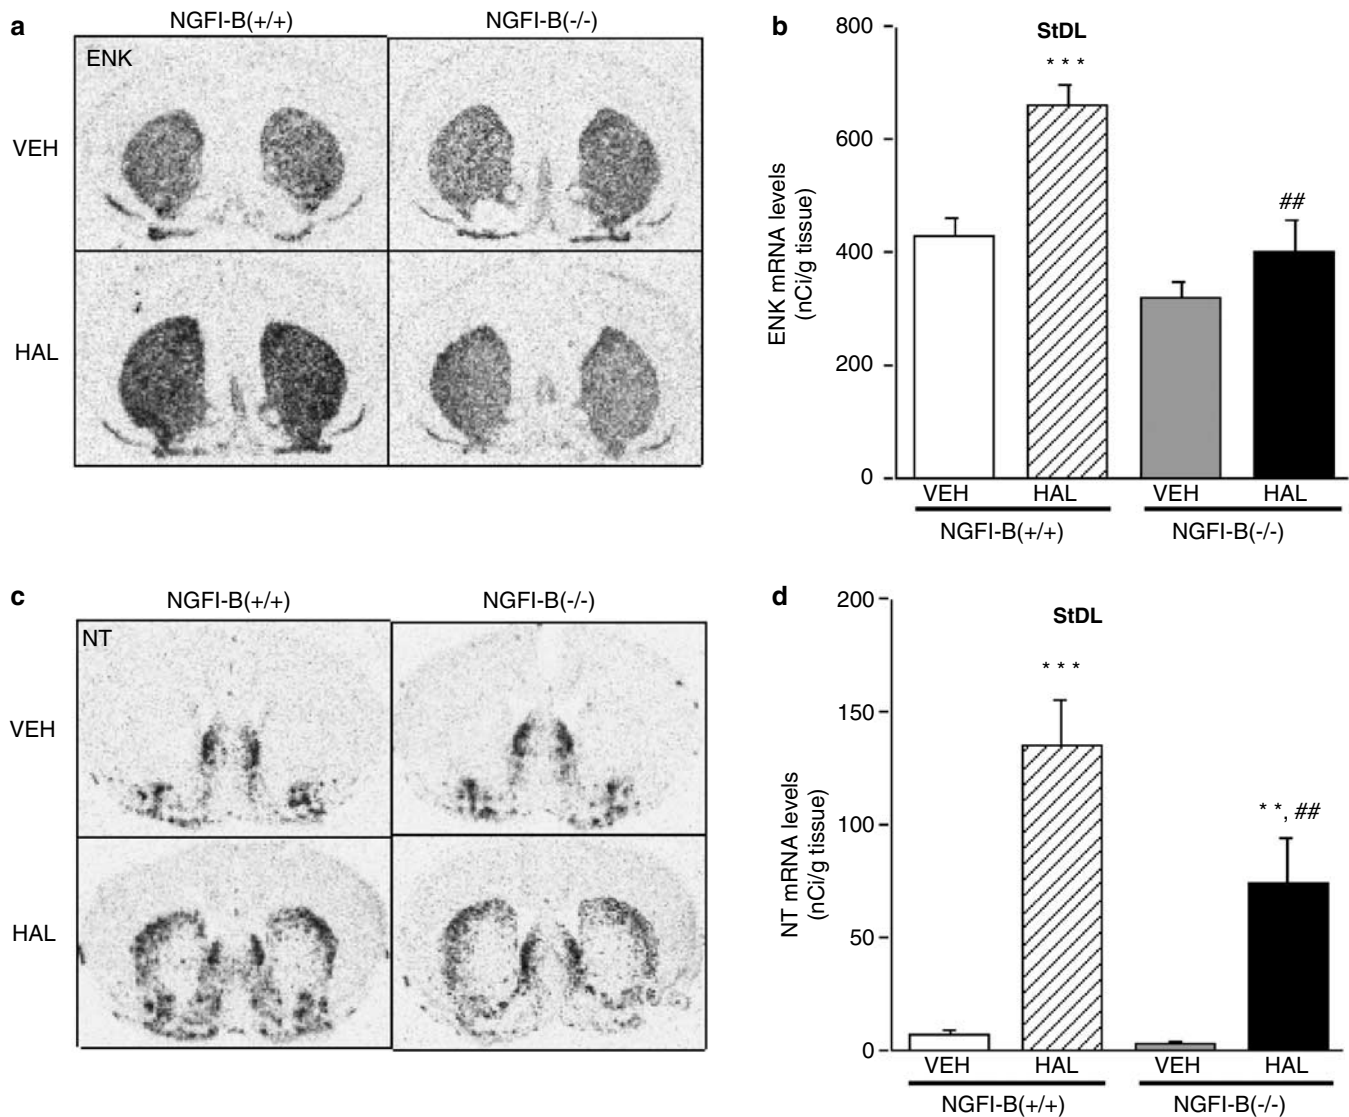 a
NGFI-B(+/+) NGFI-B(-/-)
ENK
VEH
HAL
b
StDL
* * *
##
800
600
400
200
0
ENK mRNA levels
(nCi/g tissue)
VEH HAL VEH HAL
NGFI-B(+/+) NGFI-B(-/-)
c
NGFI-B(+/+) NGFI-B(-/-)
NT
VEH
HAL
d
StDL
* * *
* *, ##
200
150
100
50
0
NT mRNA levels
(nCi/g tissue)
VEH HAL VEH HAL
NGFI-B(+/+) NGFI-B(-/-)